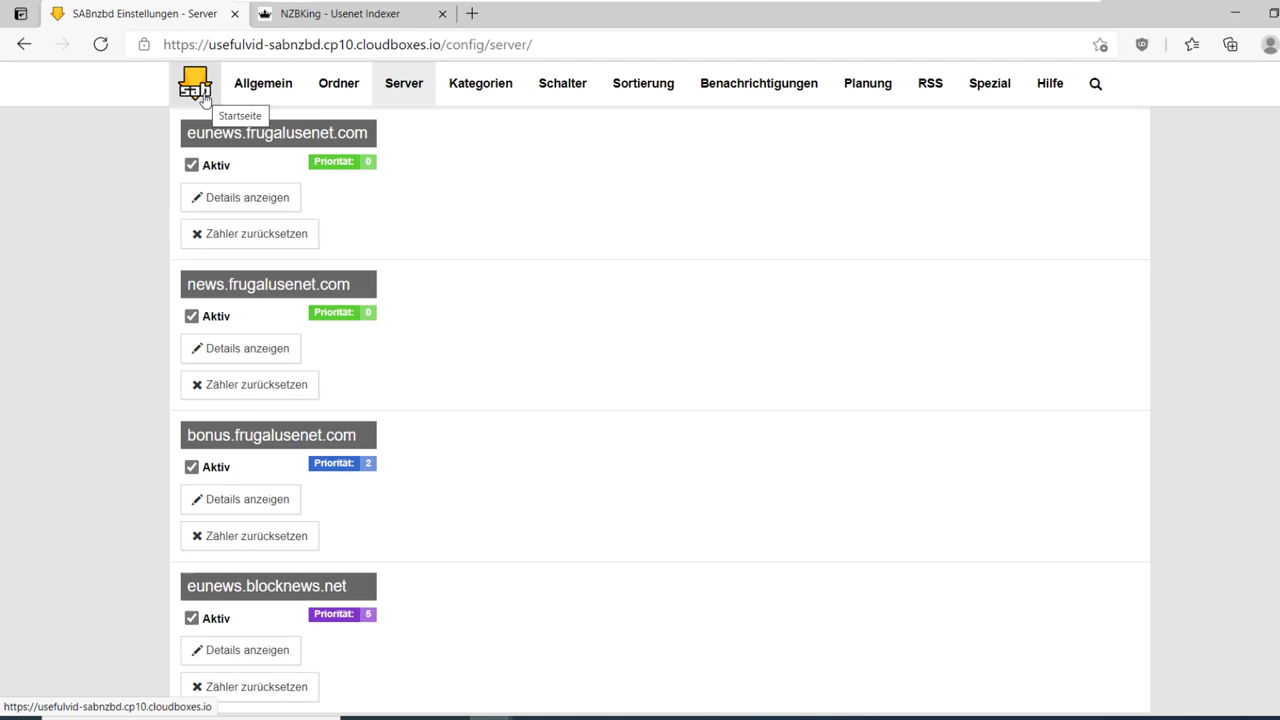 SABnzbd Einstellungen - Server
NZBKing - Usenet Indexer
https://usefulvid-sabnzbd.cp10.cloudboxes.io/config/server/
sab
Allgemein
Ordner
Server
Kategorien
Schalter
Sortierung
Benachrichtigungen
Planung
RSS
Spezial
Hilfe
Startseite
eunews.frugalusenet.com
Aktiv
Priorität: 0
Details anzeigen
Zähler zurücksetzen
news.frugalusenet.com
Aktiv
Priorität: 0
Details anzeigen
Zähler zurücksetzen
bonus.frugalusenet.com
Aktiv
Priorität: 2
Details anzeigen
Zähler zurücksetzen
eunews.blocknews.net
Aktiv
Priorität: 5
Details anzeigen
Zähler zurücksetzen
https://usefulvid-sabnzbd.cp10.cloudboxes.io